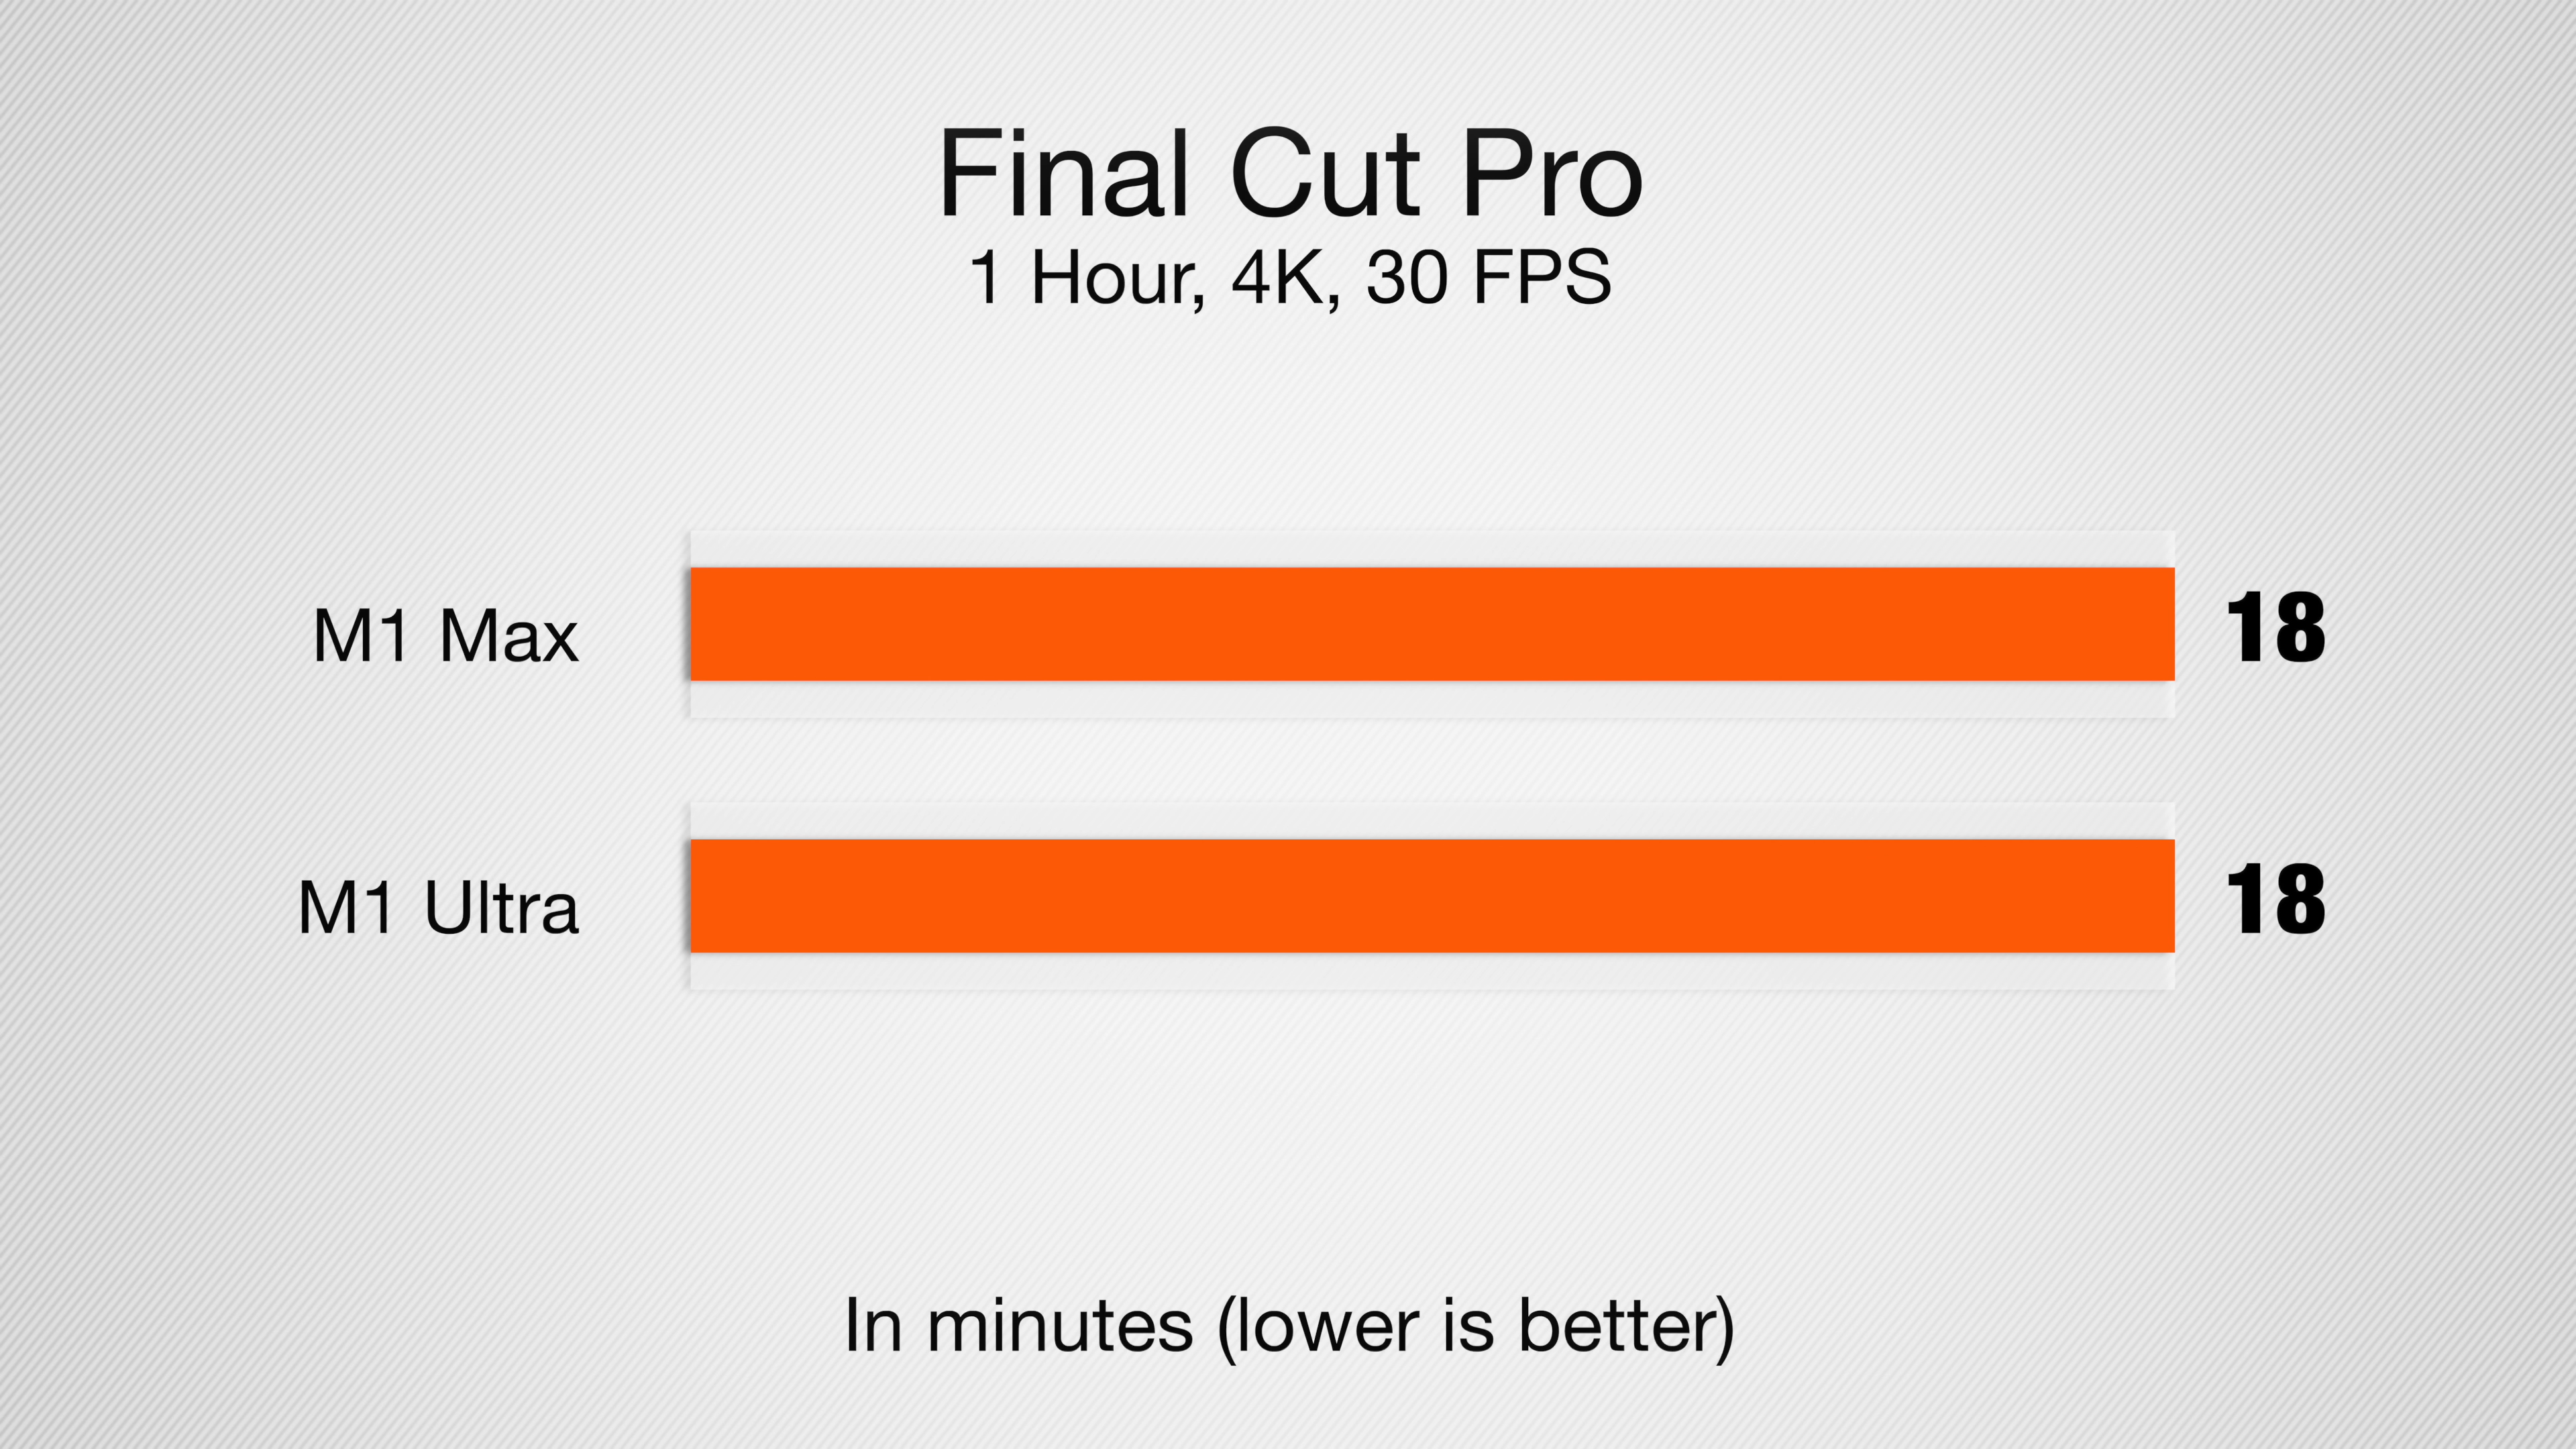 Final Cut Pro
1 Hour, 4K, 30 FPS
M1 Max
18
M1 Ultra
18
In minutes (lower is better)